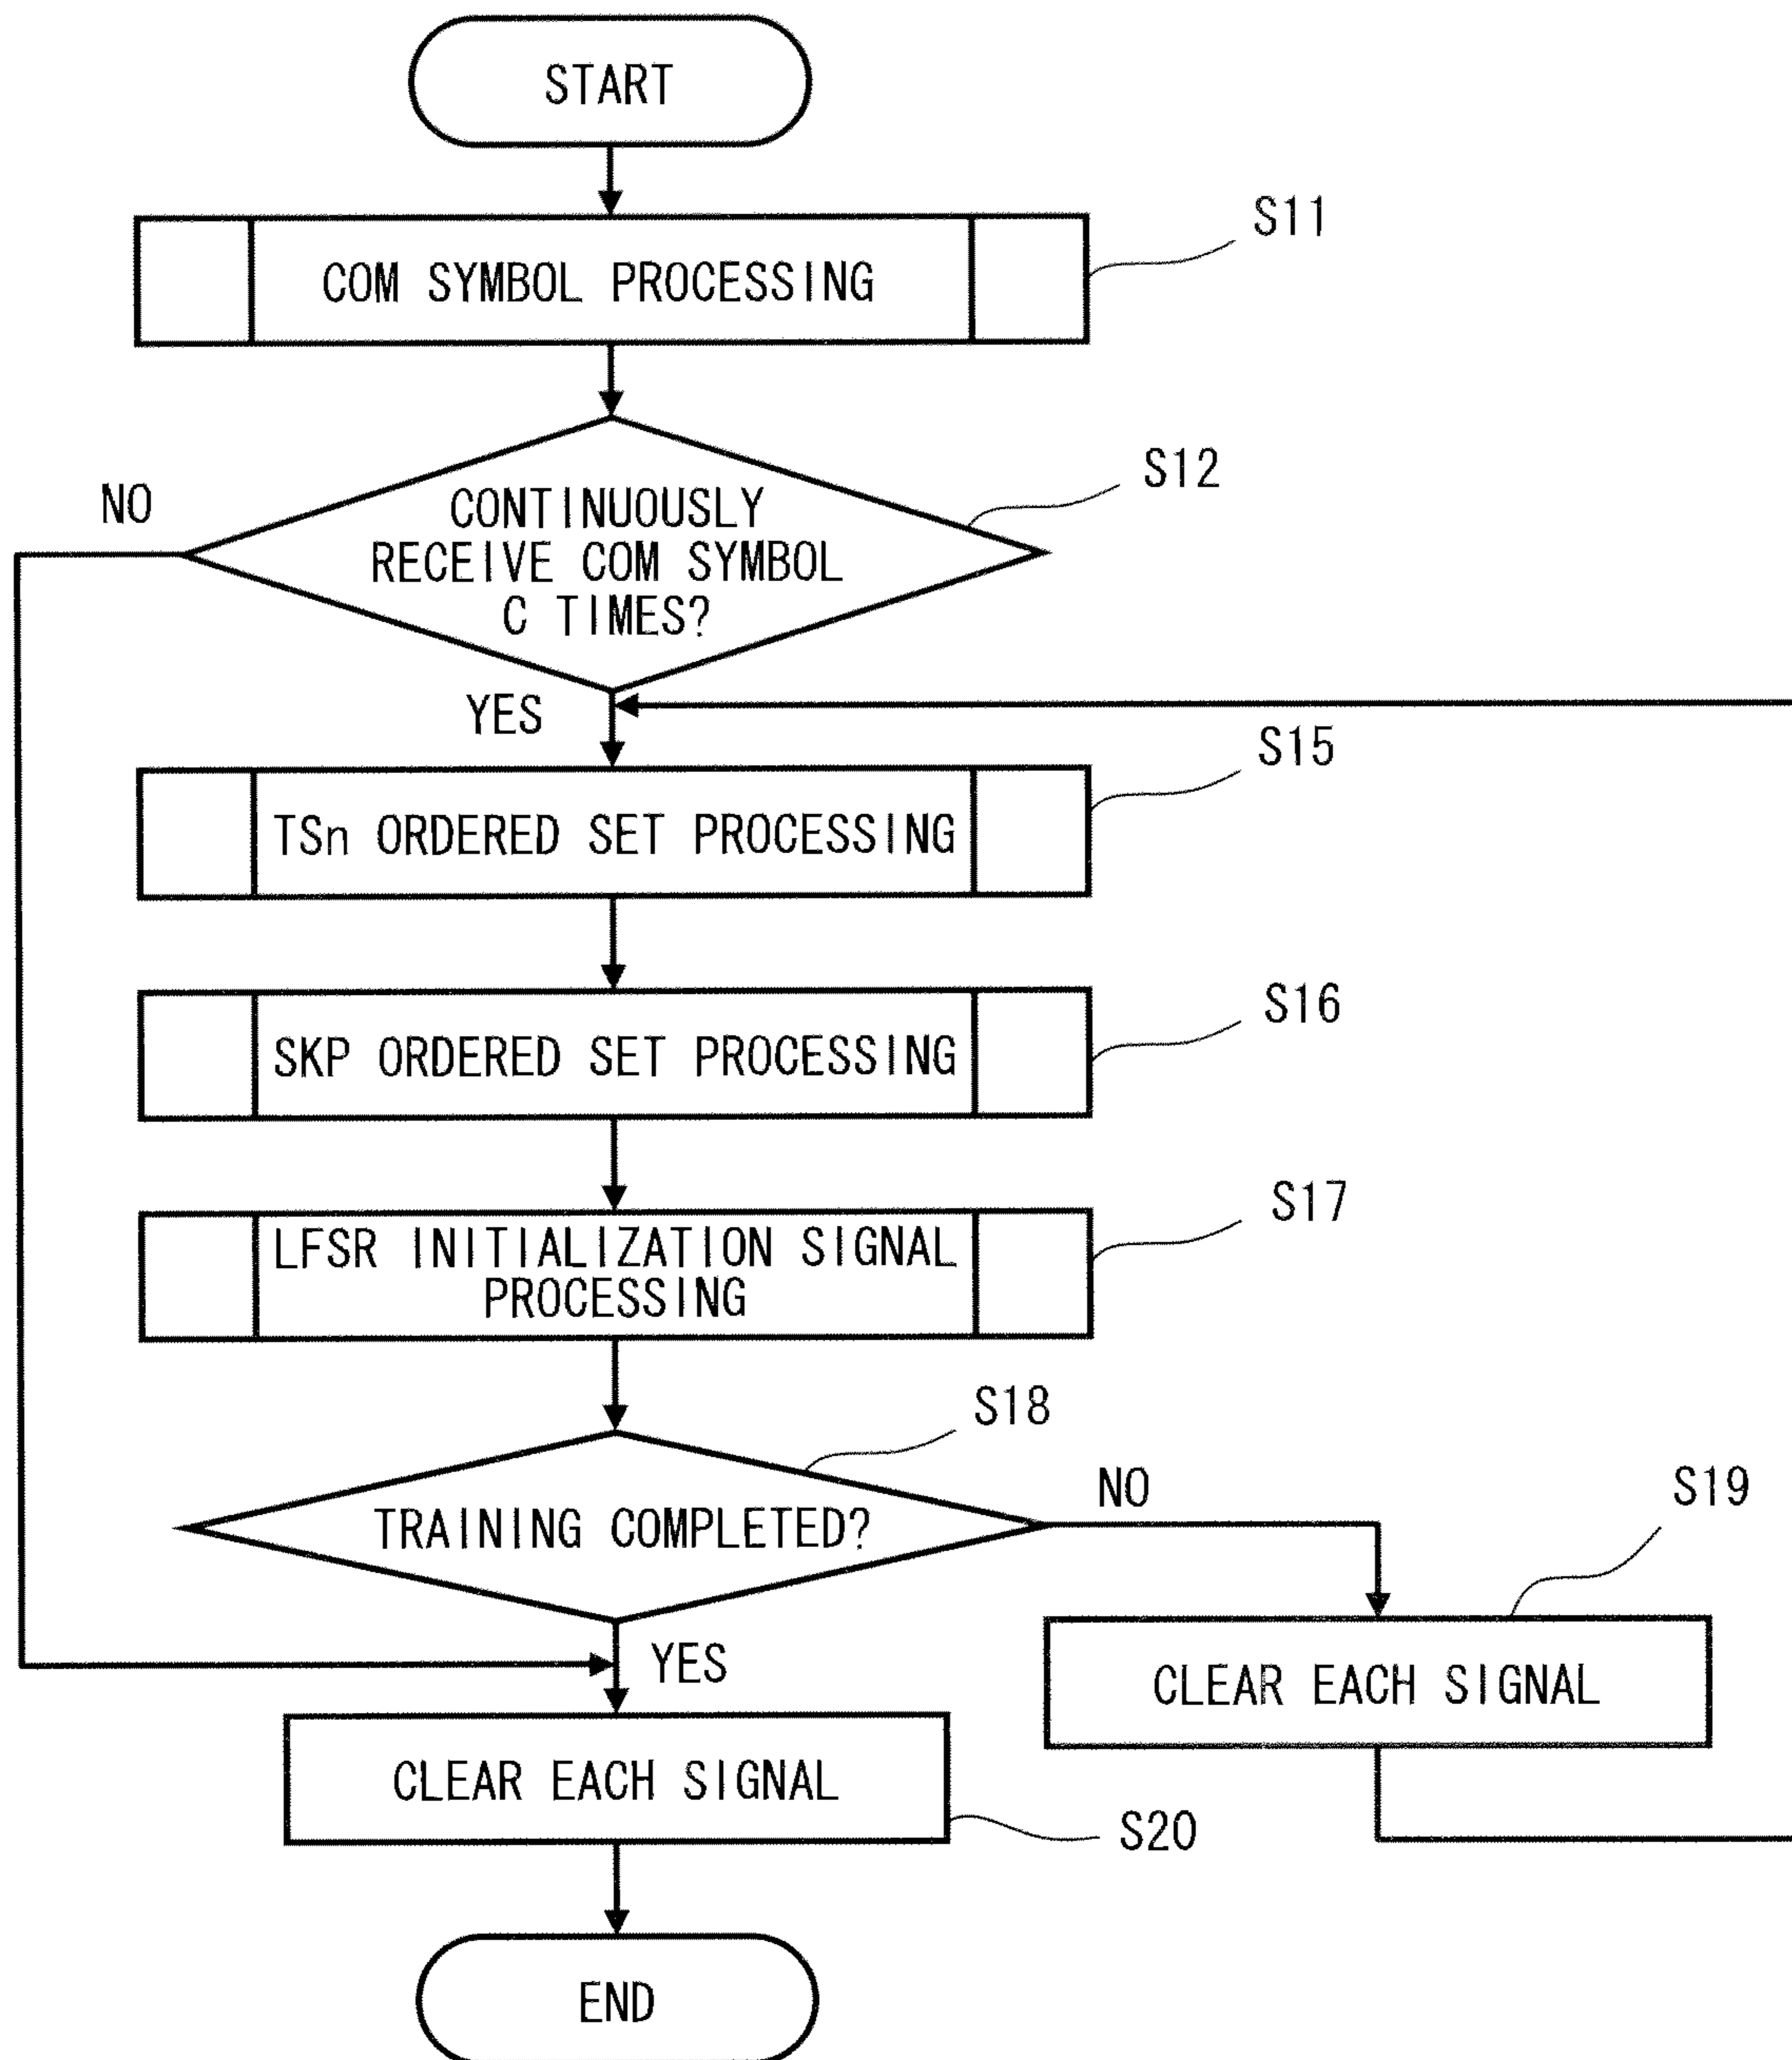 START
COM SYMBOL PROCESSING
S11
NO
CONTINUOUSLY
RECEIVE COM SYMBOL
C TIMES?
S12
YES
TSn ORDERED SET PROCESSING
S15
SKP ORDERED SET PROCESSING
S16
LFSR INITIALIZATION SIGNAL
PROCESSING
S17
TRAINING COMPLETED?
S18
NO
S19
YES
CLEAR EACH SIGNAL
CLEAR EACH SIGNAL
S20
END